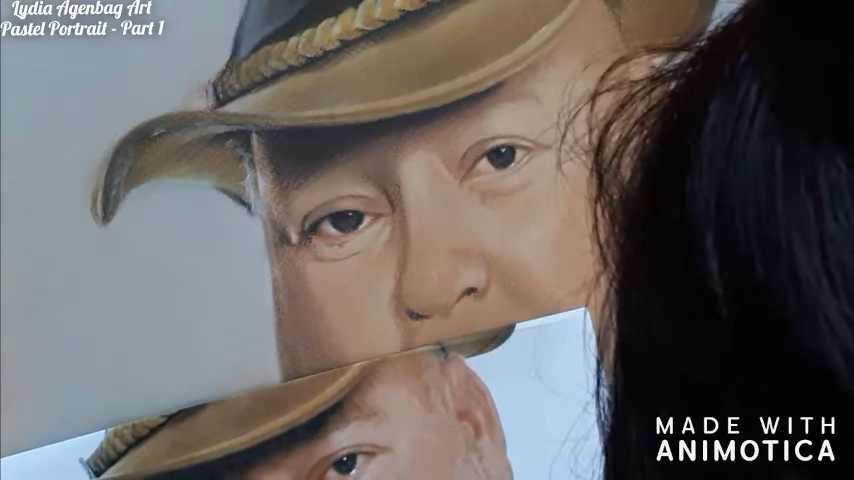 Lydia Agenbag Art
Pastel Portrait - Part 1
MADE WITH
ANIMOTICA